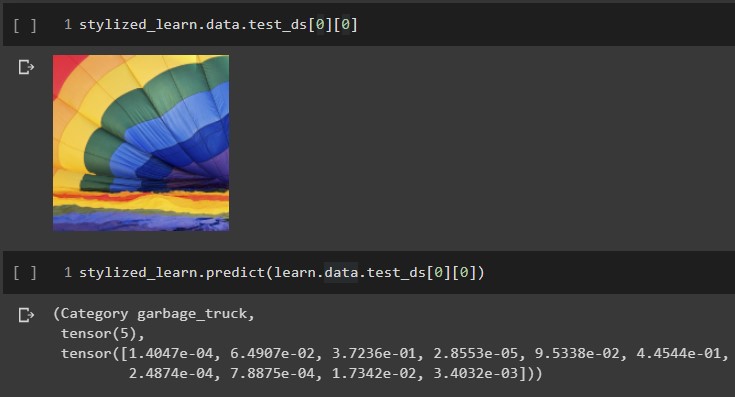 [ ] 1 stylized_learn.data.test_ds[0][0]
[ ] 1 stylized_learn.predict(learn.data.test_ds[0][0])
(Category garbage_truck,
tensor(5),
tensor([1.4047e-04, 6.4907e-02, 3.7236e-01, 2.8553e-05, 9.5338e-02, 4.4544e-01,
2.4874e-04, 7.8875e-04, 1.7342e-02, 3.4032e-03]))